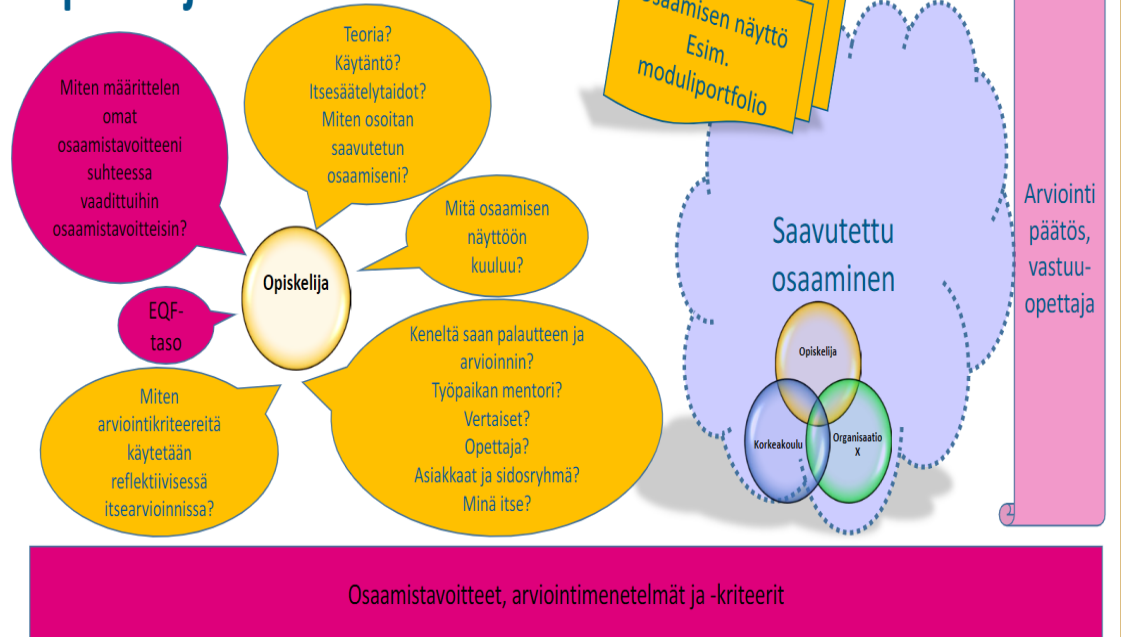 Miten määrittelen
omat
osaamistavoitteeni
suhteessa
vaadittuihin
osaamistavoitteisin?
Teoria?
Käytäntö?
Itsesäätelytaidot?
Miten osoitan
saavutetun
osaamiseni?
Mitä osaamisen
näyttöön
kuuluu?
Opiskelija
EQF-
taso
Miten
arviointikriteereitä
käytetään
reflektiivisessä
itsearvioinnissa?
Keneltä saan palautteen ja
arvioinnin?
Työpaikan mentori?
Vertaiset?
Opettaja?
Asiakkaat ja sidosryhmä?
Minä itse?
näyttö
Esim.
moduliportfolio
Saavutettu
osaaminen
Opiskelija
Korkeakoulu
Organisaatio
X
Arviointi
päätös,
vastuu-
opettaja
Osaamistavoitteet, arviointimenetelmät ja -kriteerit